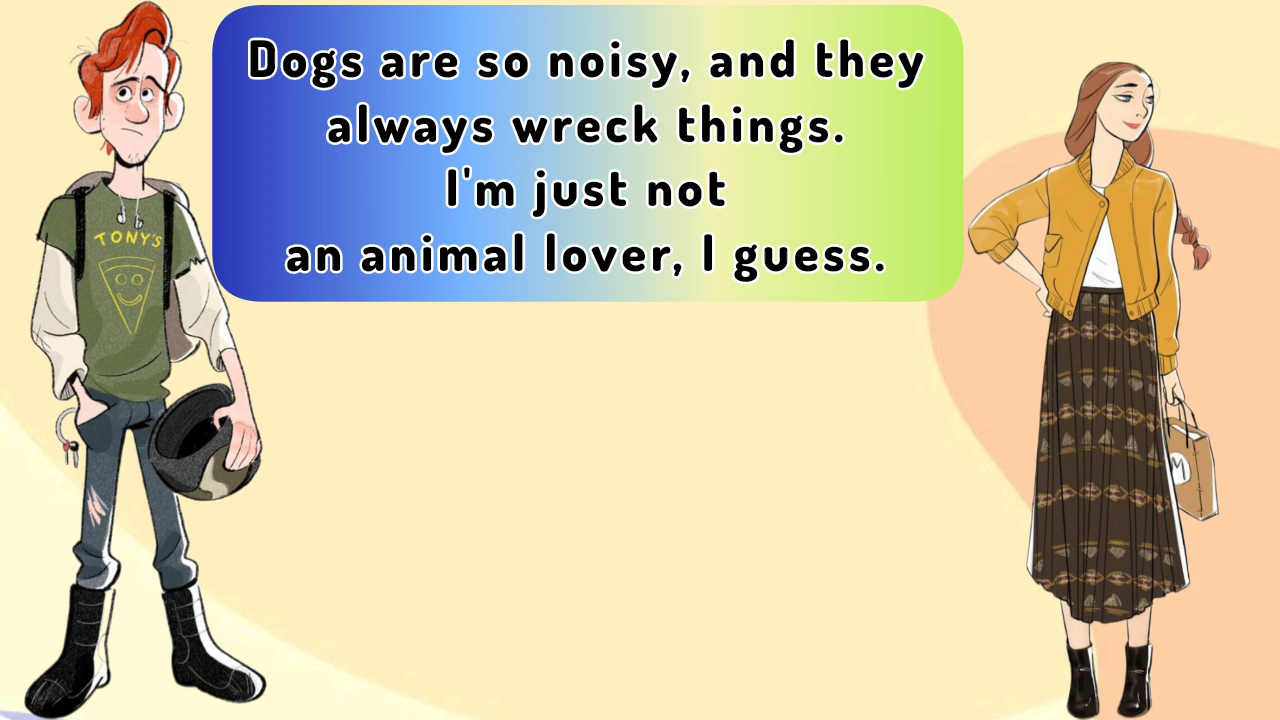 Dogs are so noisy, and they
always wreck things.
I'm just not
an animal lover, I guess.
TONY'S
M